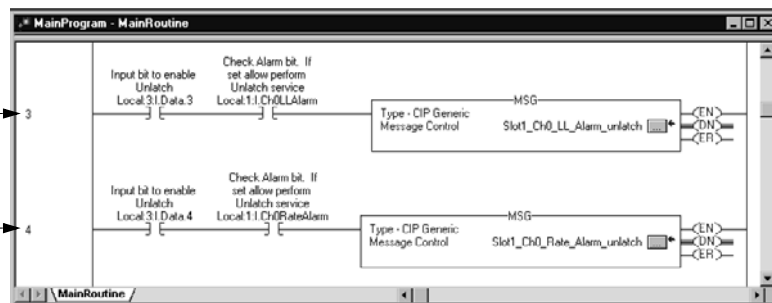 MainProgram - MainRoutine
Input bit to enable
Unlatch
Local:3:I.Data.3
Check Alarm bit. If
set allow perform
Unlatch service
Local:1:I.Ch0LLAlarm
3
MSG
Type - CIP Generic
Message Control
Slot1_Ch0_LL_Alarm_unlatch
...
EN
DN
ER
Input bit to enable
Unlatch
Local:3:I.Data.4
Check Alarm bit. If
set allow perform
Unlatch service
Local:1:I.Ch0RateAlarm
4
MSG
Type - CIP Generic
Message Control
Slot1_Ch0_Rate_Alarm_unlatch
...
EN
DN
ER
MainRoutine